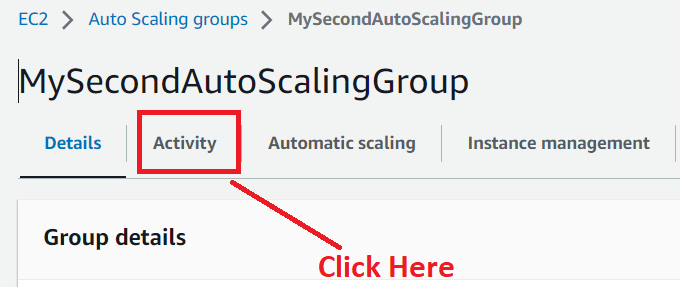 EC2 > Auto Scaling groups > MySecondAutoScalingGroup
MySecondAutoScalingGroup
Details Activity Automatic scaling Instance management
Group details
Click Here